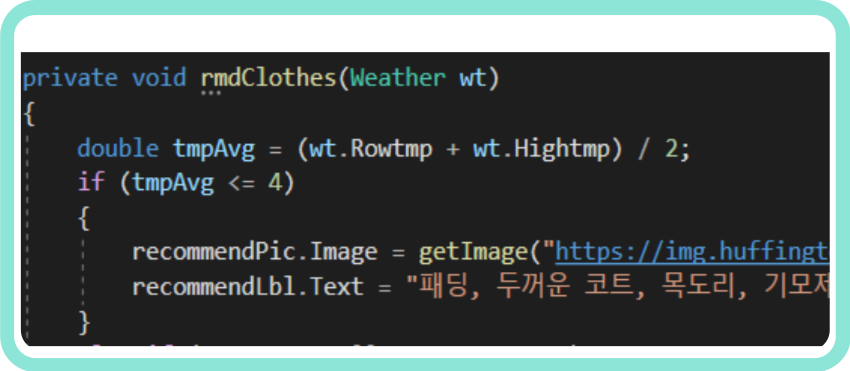 private void rmdClothes(Weather wt)
{
double tmpAvg = (wt.Rowtmp + wt.Hightmp) / 2;
if (tmpAvg <= 4)
{
recommendPic.Image = getImage("https://img.huffingt
recommendLbl.Text = "패딩, 두꺼운 코트, 목도리, 기모제
}